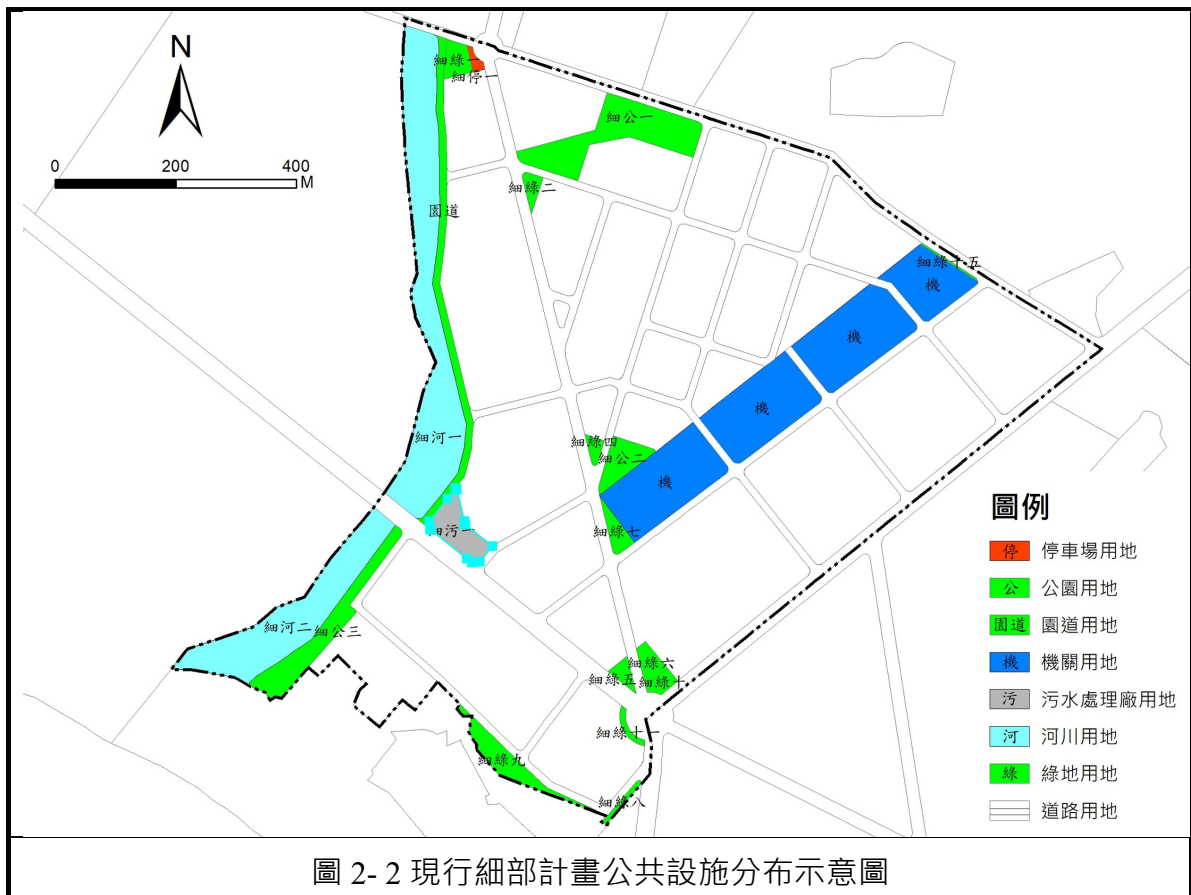 N
0 200 400
M
細綠一
細停一
細公一
細綠二
園道
細綠十五
機
機
機
機
細河一
細綠四
細公二
細綠七
細污一
細河二
細公三
細綠六
細綠五
細綠十
細綠十一
細綠九
細綠八
圖例
停 停車場用地
公 公園用地
園道 園道用地
機 機關用地
污 污水處理廠用地
河 河川用地
綠 綠地用地
道路用地
圖 2- 2 現行細部計畫公共設施分布示意圖